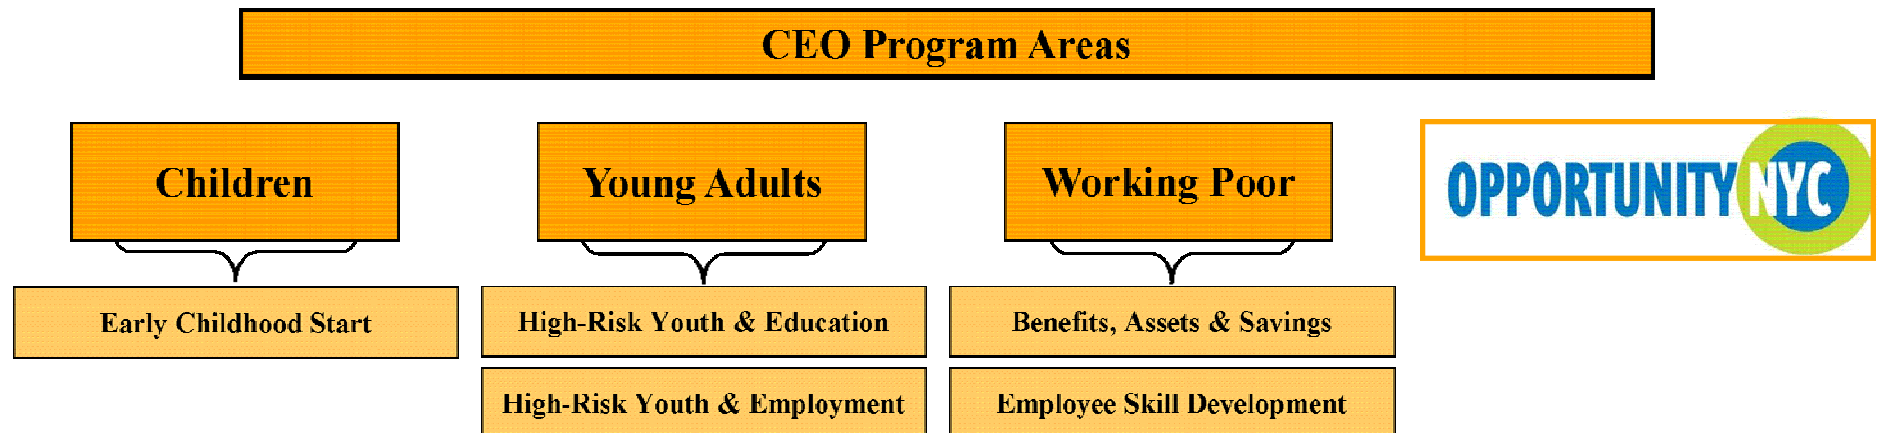 CEO Program Areas
Children
Young Adults
Working Poor
OPPORTUNITY NYC
Early Childhood Start
High-Risk Youth & Education
Benefits, Assets & Savings
High-Risk Youth & Employment
Employee Skill Development